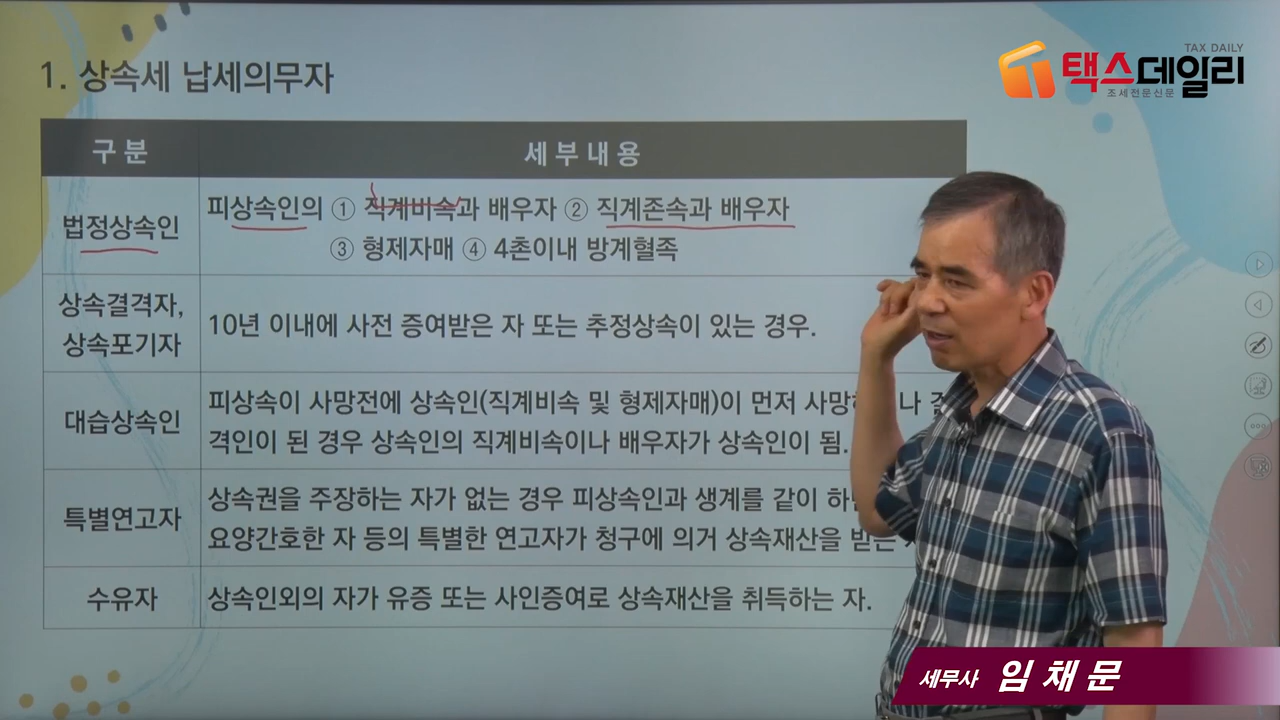 1. 상속세 납세의무자
TAX DAILY
택스데일리
조세전문신문
구 분
세 부 내 용
법정상속인
피상속인의 ① 직계비속과 배우자 ② 직계존속과 배우자
③ 형제자매 ④ 4촌이내 방계혈족
상속결격자,
상속포기자
10년 이내에 사전 증여받은 자 또는 추정상속이 있는 경우.
대습상속인
피상속이 사망전에 상속인(직계비속 및 형제자매)이 먼저
격인이 된 경우 상속인의 직계비속이나 배우자가 상속인이 됨.
특별연고자
상속권을 주장하는 자가 없는 경우 피상속인과 생계를 같이
요양간호한 자 등의 특별한 연고자가 청구에 의거 상속재산을
수유자
상속인외의 자가 유증 또는 사인증여로 상속재산을 취득하는 자.
세무사 임채문